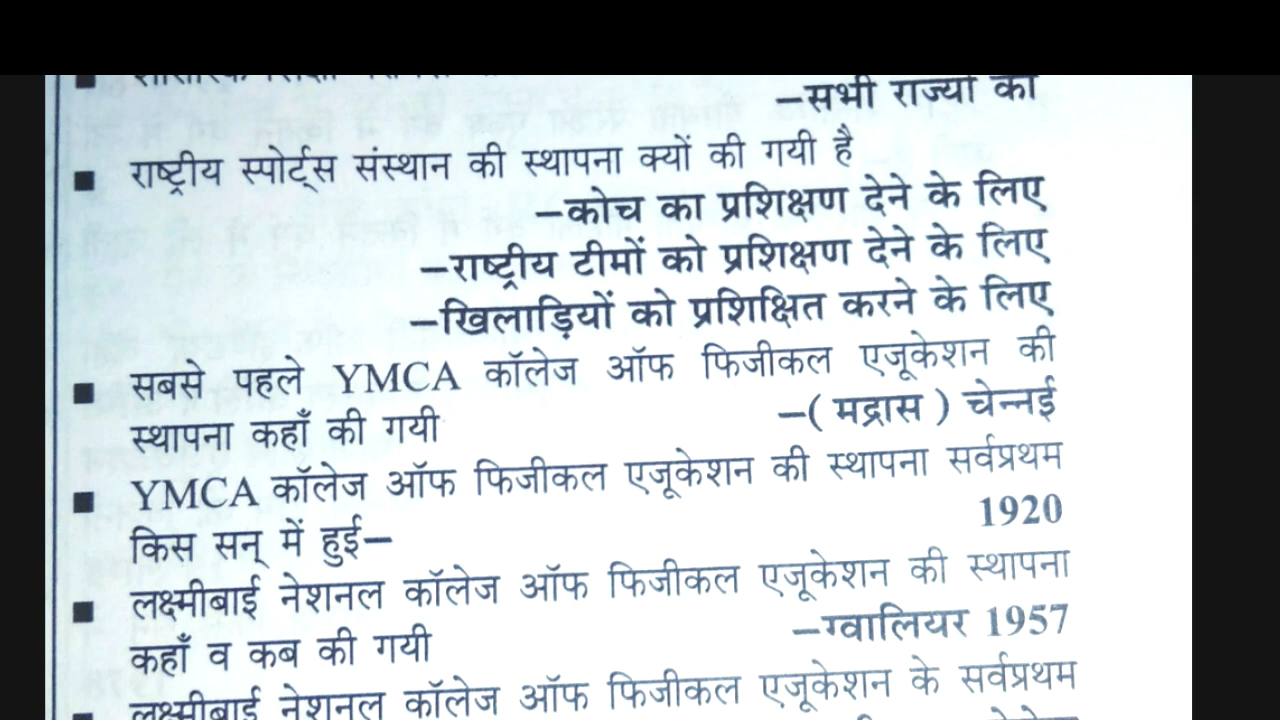 –सभी राज्यों का
राष्ट्रीय स्पोर्ट्स संस्थान की स्थापना क्यों की गयी है
–कोच का प्रशिक्षण देने के लिए
–राष्ट्रीय टीमों को प्रशिक्षण देने के लिए
–खिलाड़ियों को प्रशिक्षित करने के लिए
सबसे पहले YMCA कॉलेज ऑफ फिजीकल एजूकेशन की
स्थापना कहाँ की गयी –( मद्रास ) चेन्नई
YMCA कॉलेज ऑफ फिजीकल एजूकेशन की स्थापना सर्वप्रथम
किस सन् में हुई– 1920
लक्ष्मीबाई नेशनल कॉलेज ऑफ फिजीकल एजूकेशन की स्थापना
कहाँ व कब की गयी –ग्वालियर 1957
लक्ष्मीबाई नेशनल कॉलेज ऑफ फिजीकल एजूकेशन के सर्वप्रथम